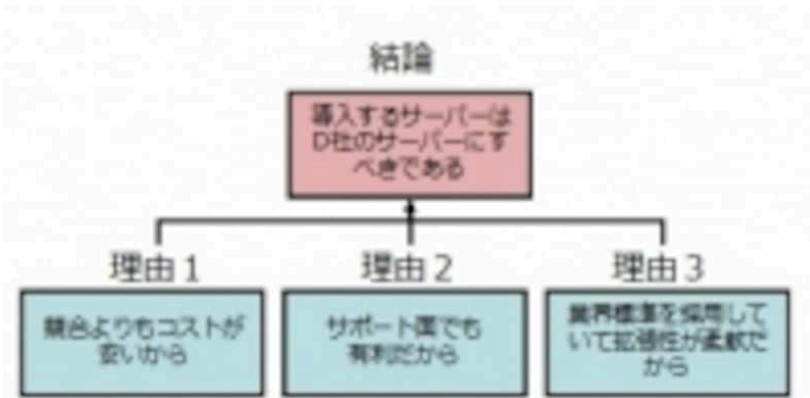 結論
導入するサーバーは
D社のサーバーにす
べきである
理由1
理由2
理由3
競合よりもコストが
安いから
サポート面でも
有利だから
業界標準を採用して
いて拡張性が柔軟だ
から